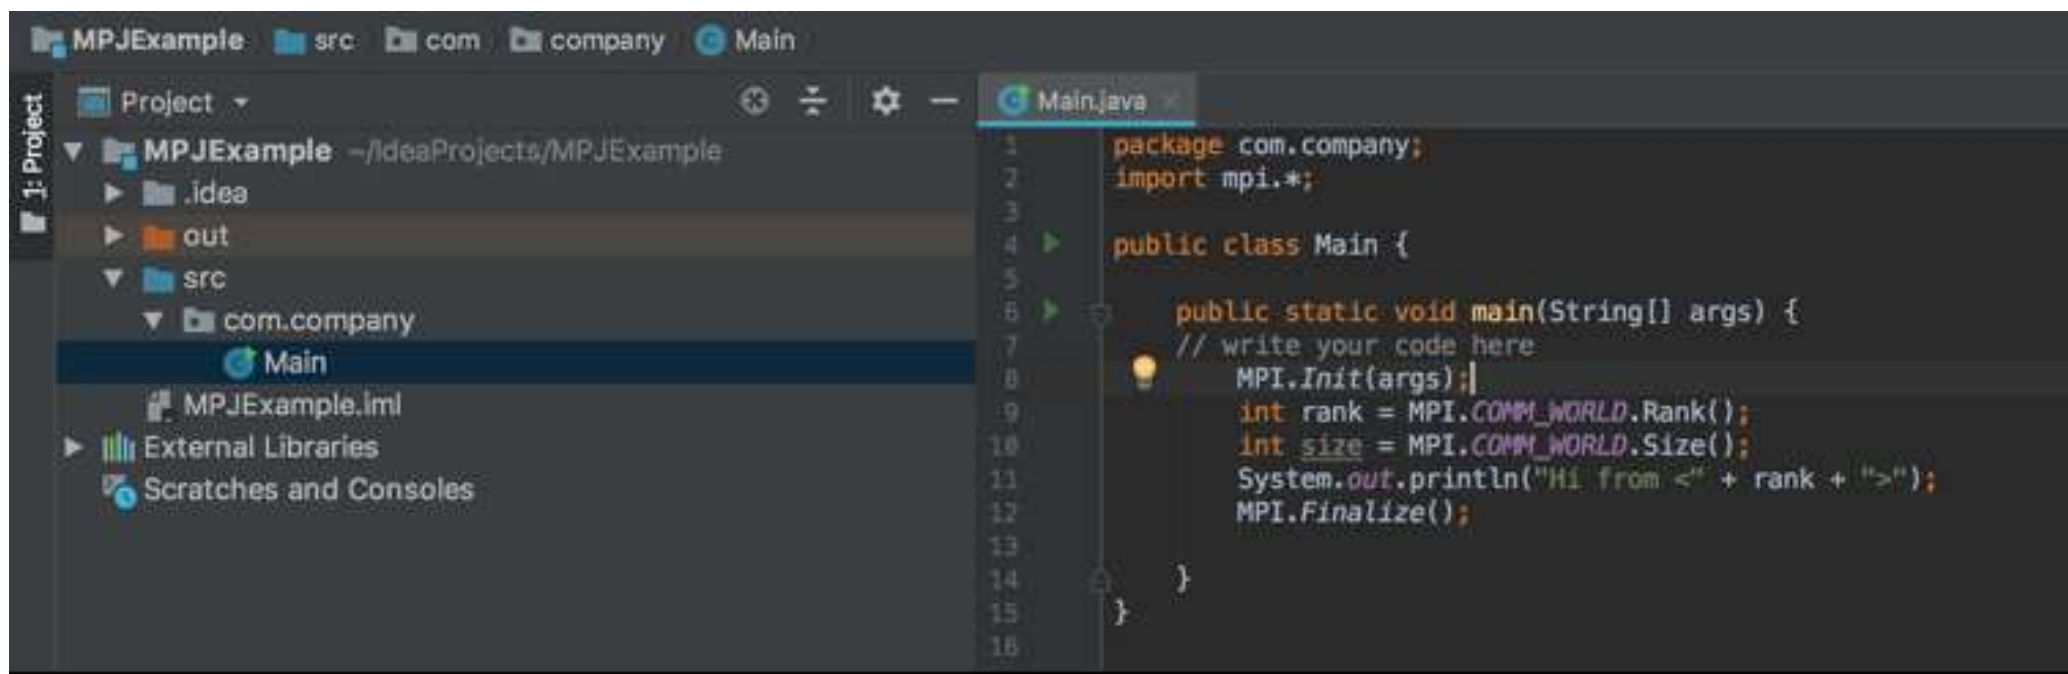 MPJExample src com company Main
1: Project
Project
MPJExample ~/IdeaProjects/MPJExample
.idea
out
src
com.company
Main
MPJExample.iml
External Libraries
Scratches and Consoles
Main.java
1 package com.company;
2 import mpi.*;
3
4 public class Main {
5
6 public static void main(String[] args) {
7 // write your code here
8 MPI.Init(args);
9 int rank = MPI.COMM_WORLD.Rank();
10 int size = MPI.COMM_WORLD.Size();
11 System.out.println("Hi from <" + rank + ">");
12 MPI.Finalize();
13
14 }
15 }
16